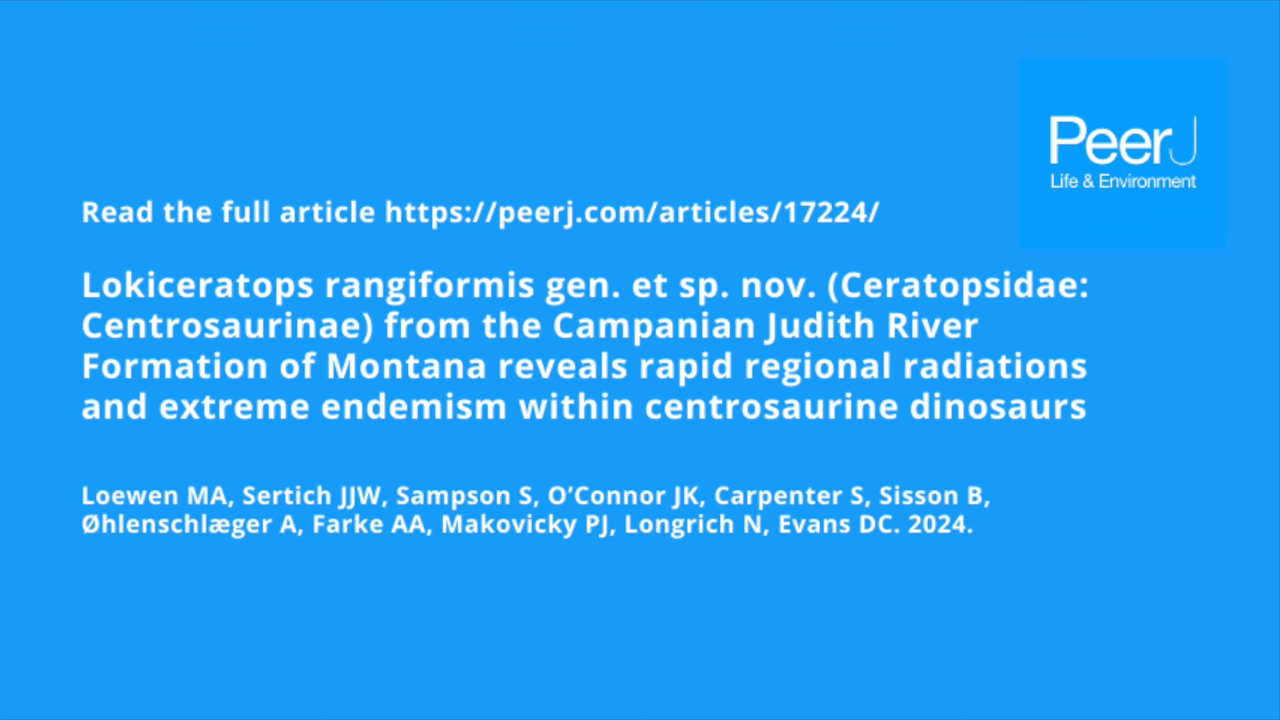 PeerJ
Life & Environment
Read the full article https://peerj.com/articles/17224/
Lokiceratops rangiformis gen. et sp. nov. (Ceratopsidae:
Centrosaurinae) from the Campanian Judith River
Formation of Montana reveals rapid regional radiations
and extreme endemism within centrosaurine dinosaurs
Loewen MA, Sertich JJW, Sampson S, O’Connor JK, Carpenter S, Sisson B,
Øhlenschlæger A, Farke AA, Makovicky PJ, Longrich N, Evans DC. 2024.